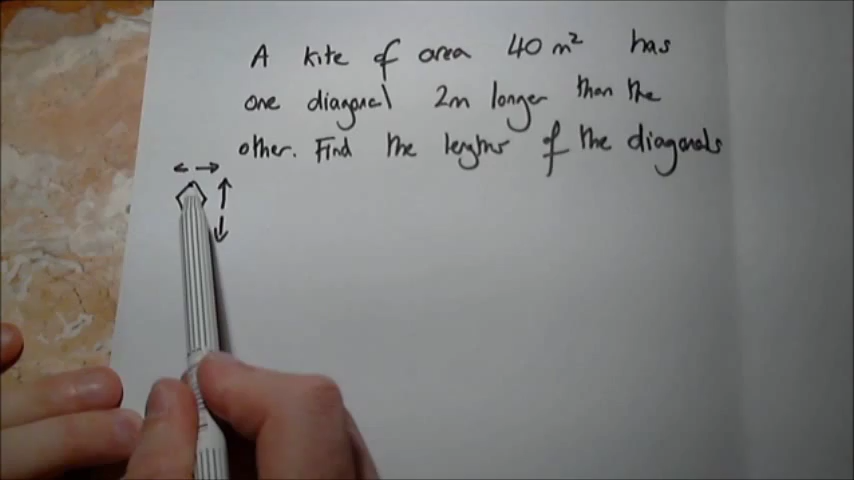 A kite of area 40 m² has
one diagonal 2m longer than the
other. Find the lengths of the diagonals